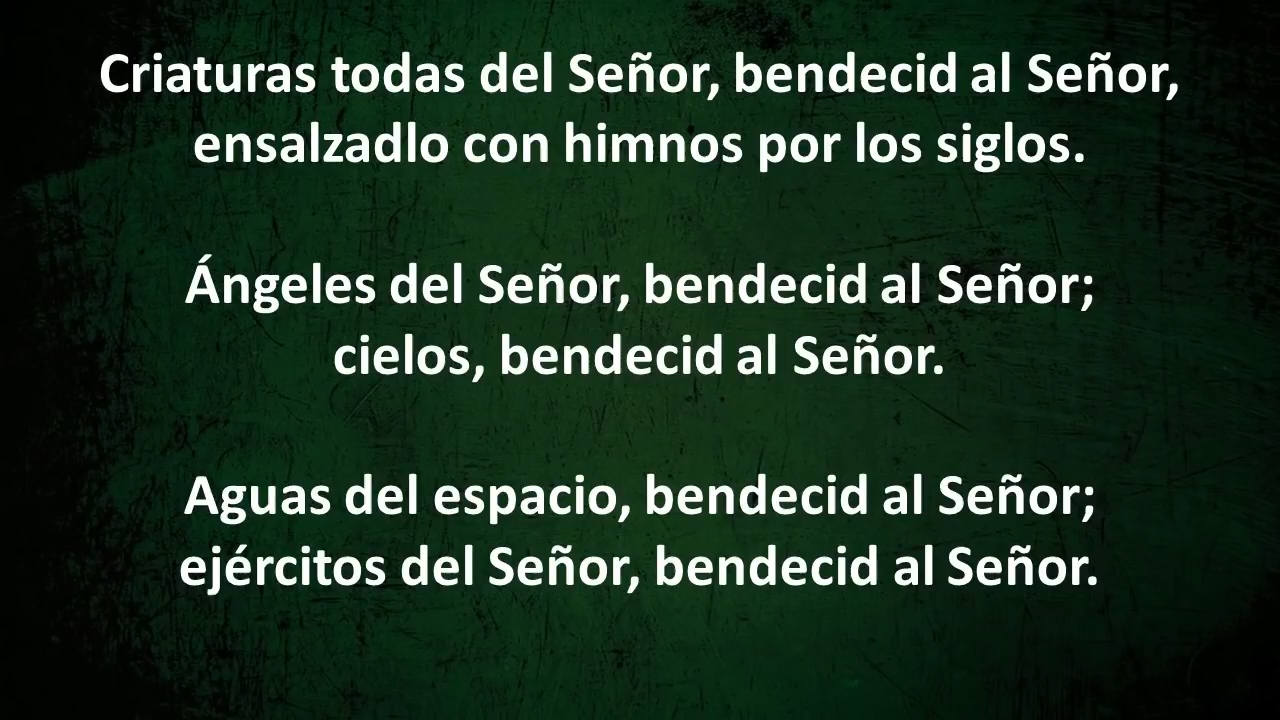 Criaturas todas del Señor, bendecid al Señor,
ensalzadlo con himnos por los siglos.
Ángeles del Señor, bendecid al Señor;
cielos, bendecid al Señor.
Aguas del espacio, bendecid al Señor;
ejércitos del Señor, bendecid al Señor.